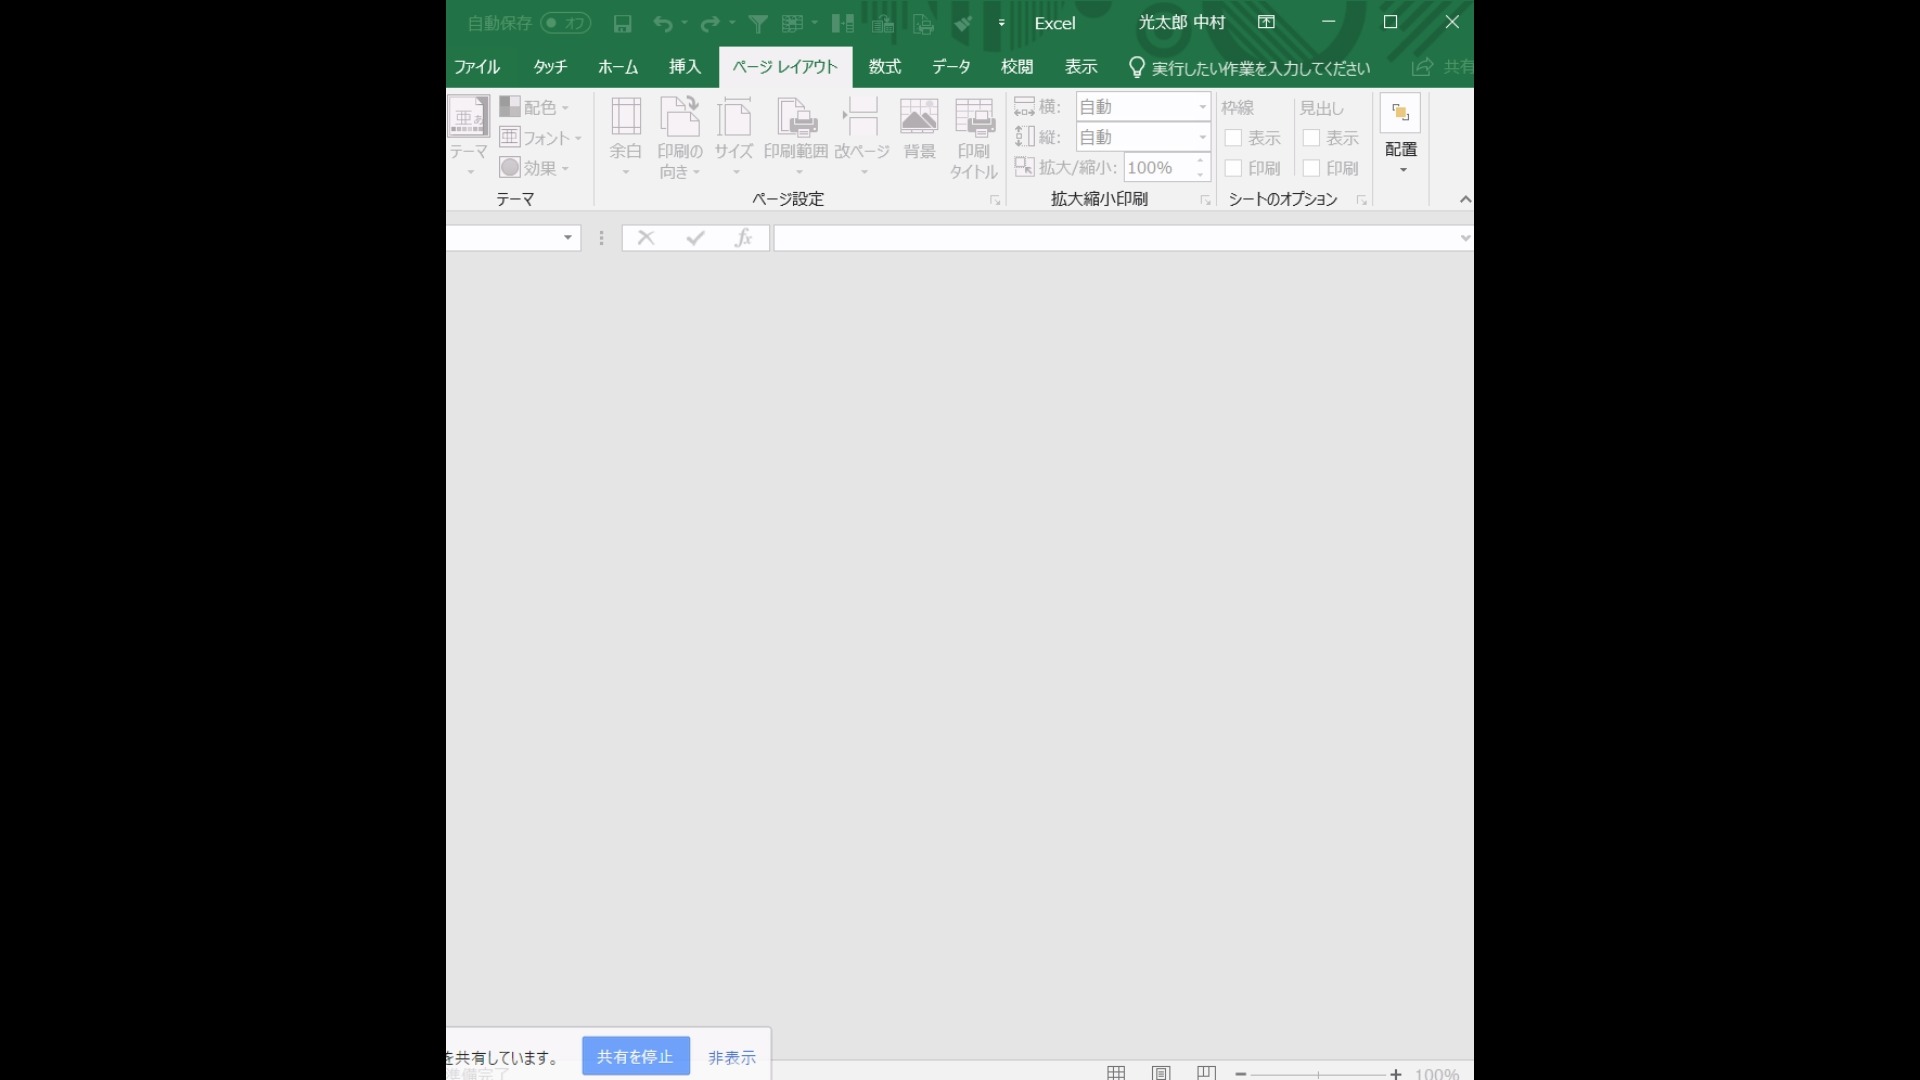 自動保存 オフ Excel 光太郎 中村
ファイル タッチ ホーム 挿入 ページ レイアウト 数式 データ 校閲 表示 実行したい作業を入力してください 共有
亜あ 配色 横: 自動 枠線 見出し
亜 フォント 縦: 自動 表示 表示
テーマ 余白 印刷の 向き サイズ 印刷範囲 改ページ 背景 印刷 タイトル 配置
効果 拡大/縮小: 100% 印刷 印刷
テーマ ページ設定 拡大縮小印刷 シートのオプション
fx
を共有しています。 共有を停止 非表示
準備完了 100%